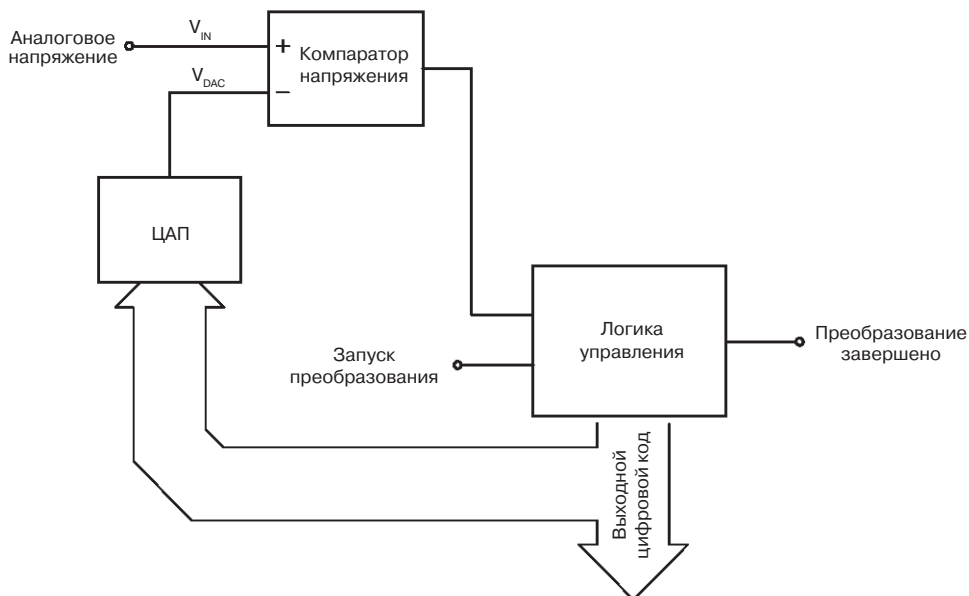 Аналоговое
напряжение
V_IN
+
Компаратор
напряжения
V_DAC
–
ЦАП
Логика
управления
Запуск
преобразования
Преобразование
завершено
Выходной
цифровой код